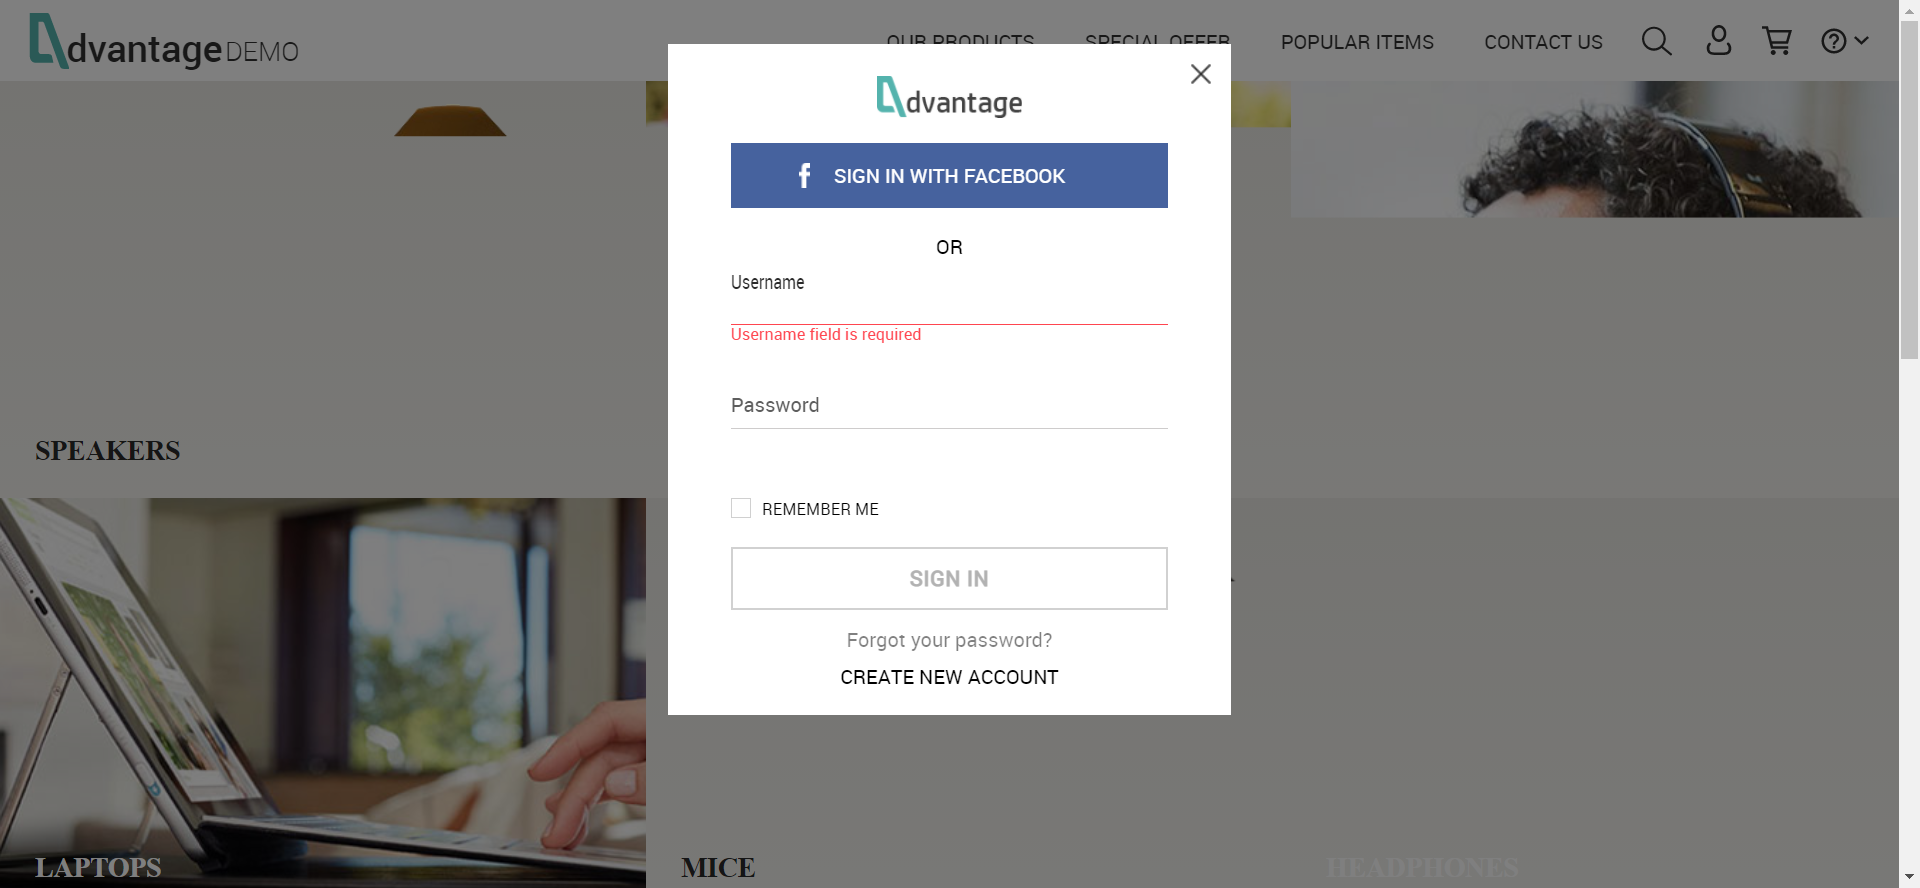 dvantage DEMO
OUR PRODUCTS
SPECIAL OFFER
POPULAR ITEMS
CONTACT US
dvantage
SIGN IN WITH FACEBOOK
OR
Username
Username field is required
Password
REMEMBER ME
SIGN IN
Forgot your password?
CREATE NEW ACCOUNT
SPEAKERS
LAPTOPS
MICE
HEADPHONES